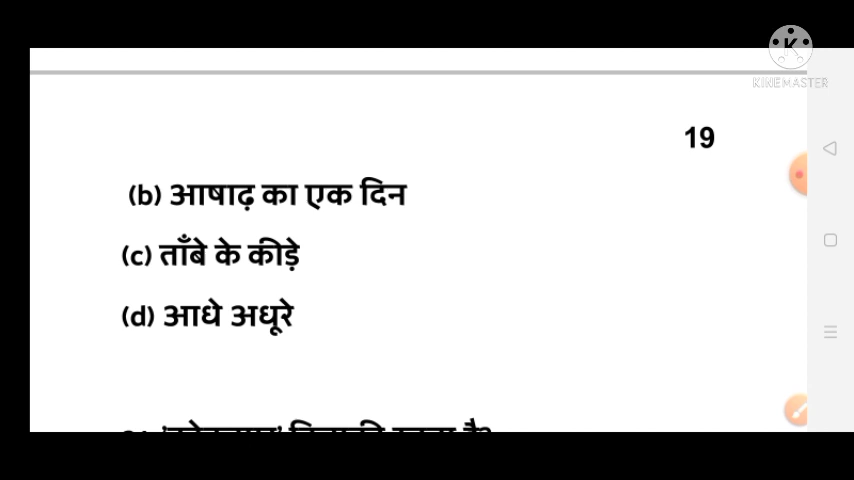 KINEMASTER
19
(b) आषाढ़ का एक दिन
(c) ताँबे के कीड़े
(d) आधे अधूरे